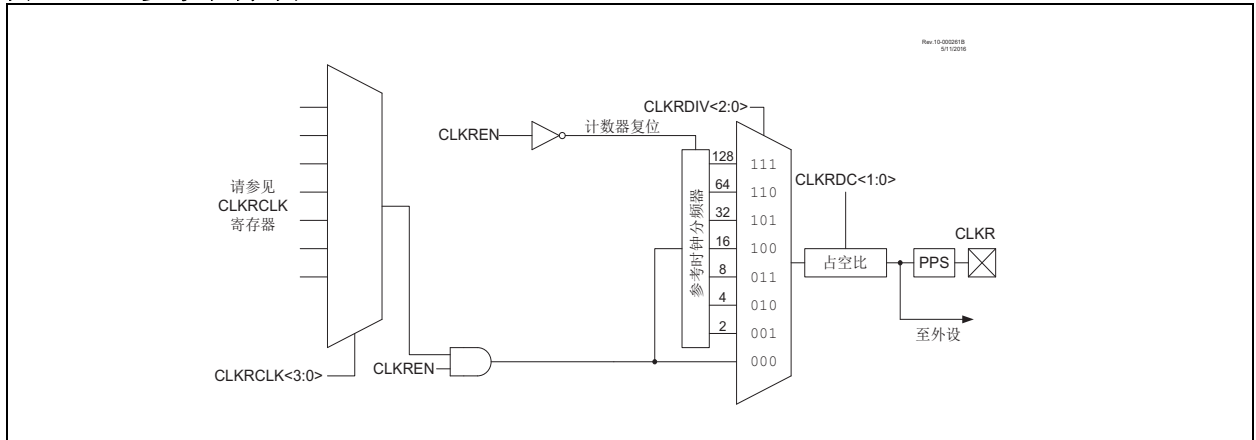 Rev.10-000261B
5/11/2016
CLKRDIV<2:0>
CLKREN
计数器复位
128
111
CLKRDC<1:0>
64
110
请参见
CLKRCLK
寄存器
参考时钟分频器
32
101
16
100
CLKR
占空比
PPS
8
011
4
010
至外设
2
001
CLKREN
000
CLKRCLK<3:0>